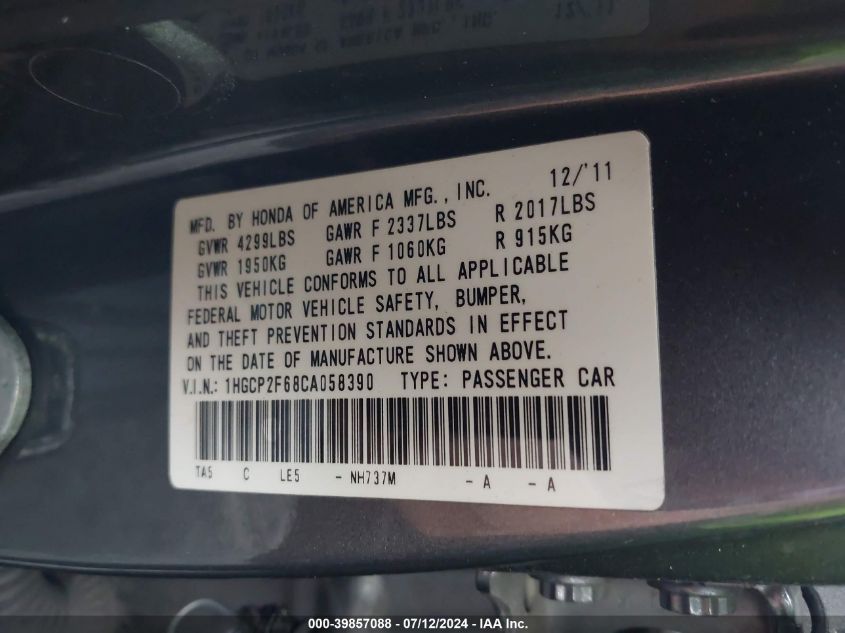 MFD. BY HONDA OF AMERICA MFG., INC. 12/'11
GVWR 4299LBS GAWR F 2337LBS R 2017LBS
GVWR 1950KG GAWR F 1060KG R 915KG
THIS VEHICLE CONFORMS TO ALL APPLICABLE
FEDERAL MOTOR VEHICLE SAFETY, BUMPER,
AND THEFT PREVENTION STANDARDS IN EFFECT
ON THE DATE OF MANUFACTURE SHOWN ABOVE.
V.I.N.: 1HGCP2F68CA058390 TYPE: PASSENGER CAR
TA5 C LE5 - NH737M - A - A
000-39857088 - 07/12/2024 - IAA Inc.